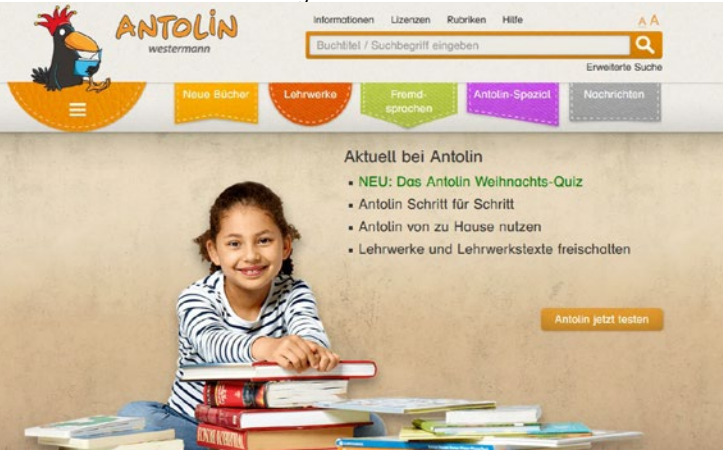 ANTOLIN
westermann
Informationen Lizenzen Rubriken Hilfe A A
Buchtitel / Suchbegriff eingeben
Erweiterte Suche
Neue Bücher Lehrwerke Fremd-
sprachen Antolin-Spezial Nachrichten
Aktuell bei Antolin
▪ NEU: Das Antolin Weihnachts-Quiz
▪ Antolin Schritt für Schritt
▪ Antolin von zu Hause nutzen
▪ Lehrwerke und Lehrwerkstexte freischalten
Antolin jetzt testen